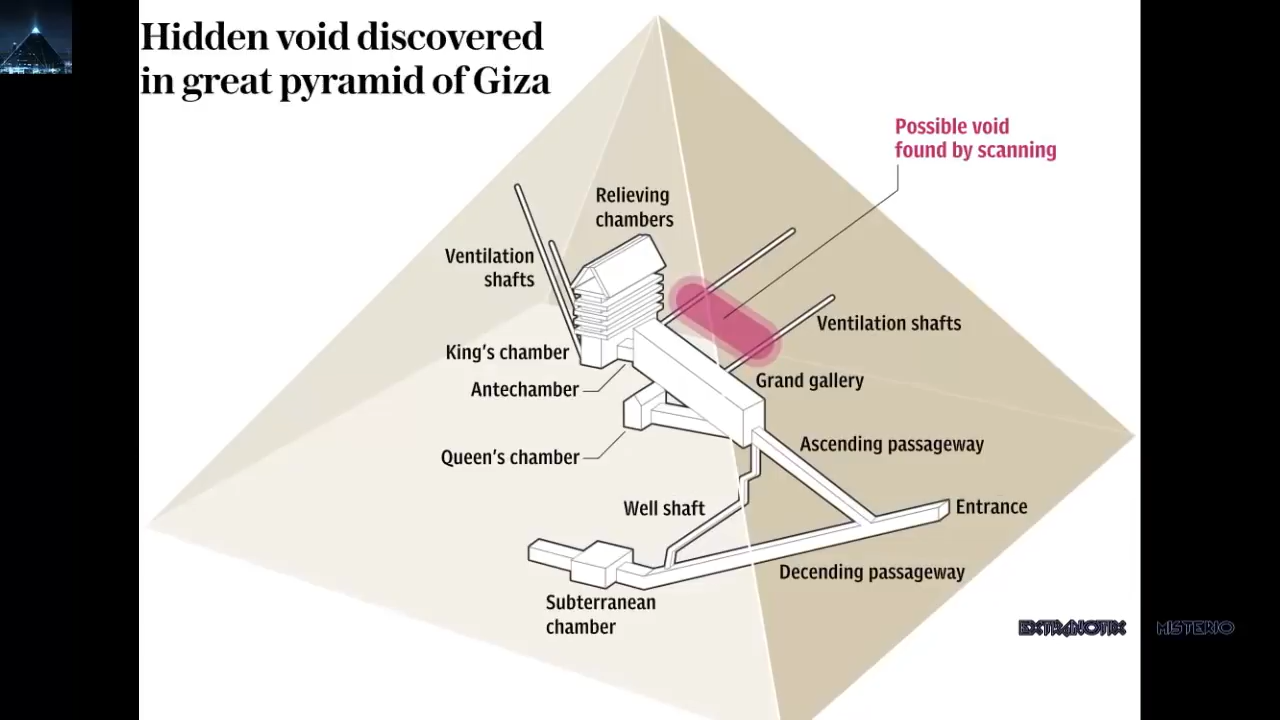 Hidden void discovered
in great pyramid of Giza
Possible void
found by scanning
Relieving
chambers
Ventilation
shafts
Ventilation shafts
King's chamber
Grand gallery
Antechamber
Ascending passageway
Queen's chamber
Well shaft
Entrance
Decending passageway
Subterranean
chamber
EXTRANOTIX MISTERIO